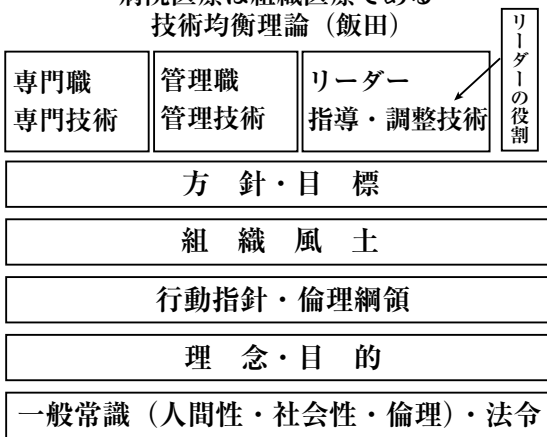 病院医療は組織医療である
技術均衡理論（飯田）
専門職
専門技術
管理職
管理技術
リーダー
指導・調整技術
リーダーの役割
方　針・目　標
組　織　風　土
行動指針・倫理綱領
理　念・目　的
一般常識（人間性・社会性・倫理）・法令